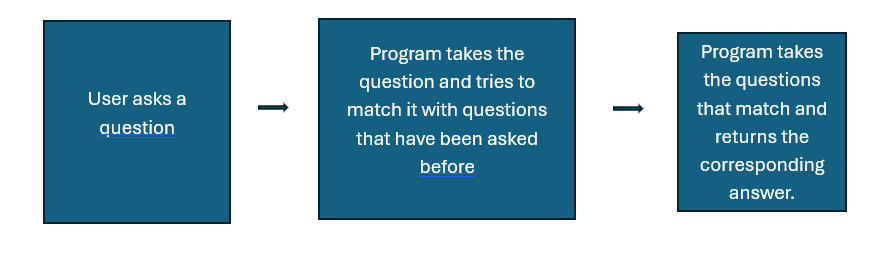 User asks a
question
Program takes the
question and tries to
match it with questions
that have been asked
before
Program takes
the questions
that match and
returns the
corresponding
answer.